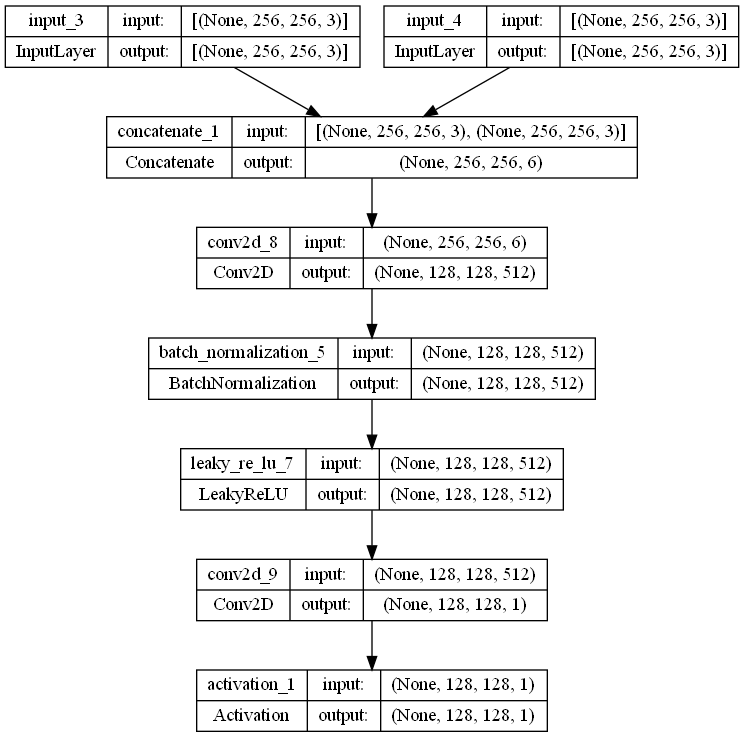 input_3 input: [(None, 256, 256, 3)]
InputLayer output: [(None, 256, 256, 3)]
input_4 input: [(None, 256, 256, 3)]
InputLayer output: [(None, 256, 256, 3)]
concatenate_1 input: [(None, 256, 256, 3), (None, 256, 256, 3)]
Concatenate output: (None, 256, 256, 6)
conv2d_8 input: (None, 256, 256, 6)
Conv2D output: (None, 128, 128, 512)
batch_normalization_5 input: (None, 128, 128, 512)
BatchNormalization output: (None, 128, 128, 512)
leaky_re_lu_7 input: (None, 128, 128, 512)
LeakyReLU output: (None, 128, 128, 512)
conv2d_9 input: (None, 128, 128, 512)
Conv2D output: (None, 128, 128, 1)
activation_1 input: (None, 128, 128, 1)
Activation output: (None, 128, 128, 1)